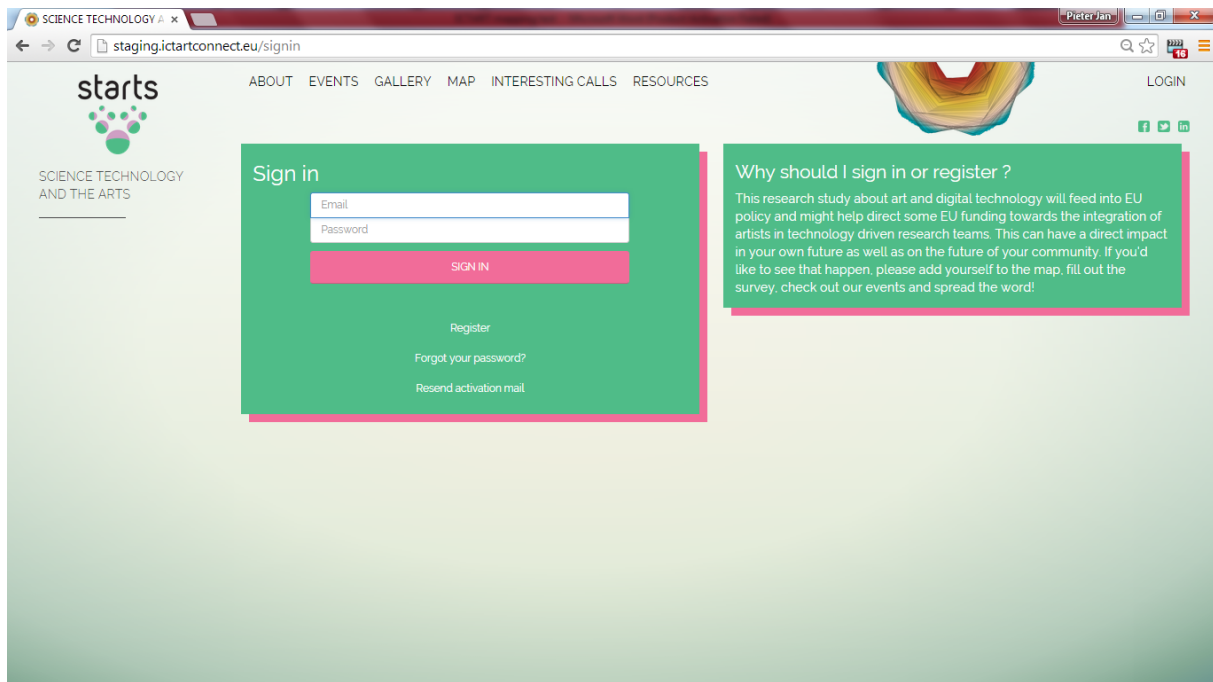 SCIENCE TECHNOLOGY A
Pieter Jan
staging.ictartconnect.eu/signin
16
starts
ABOUT EVENTS GALLERY MAP INTERESTING CALLS RESOURCES
LOGIN
SCIENCE TECHNOLOGY
AND THE ARTS
Sign in
Email
Password
SIGN IN
Register
Forgot your password?
Resend activation mail
Why should I sign in or register ?
This research study about art and digital technology will feed into EU
policy and might help direct some EU funding towards the integration of
artists in technology driven research teams. This can have a direct impact
in your own future as well as on the future of your community. If you'd
like to see that happen, please add yourself to the map, fill out the
survey, check out our events and spread the word!